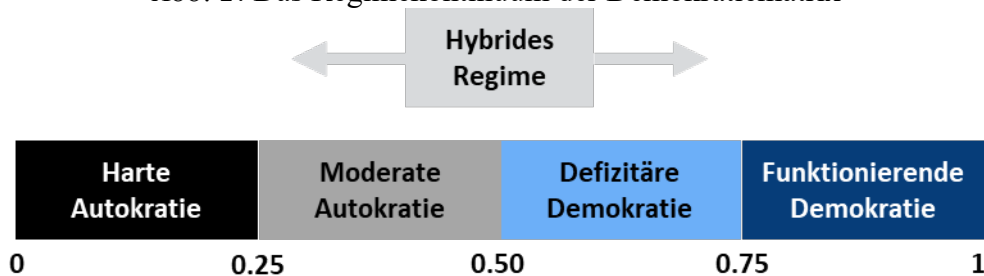 Hybrides
Regime
Harte
Autokratie
Moderate
Autokratie
Defizitäre
Demokratie
Funktionierende
Demokratie
0 0.25 0.50 0.75 1